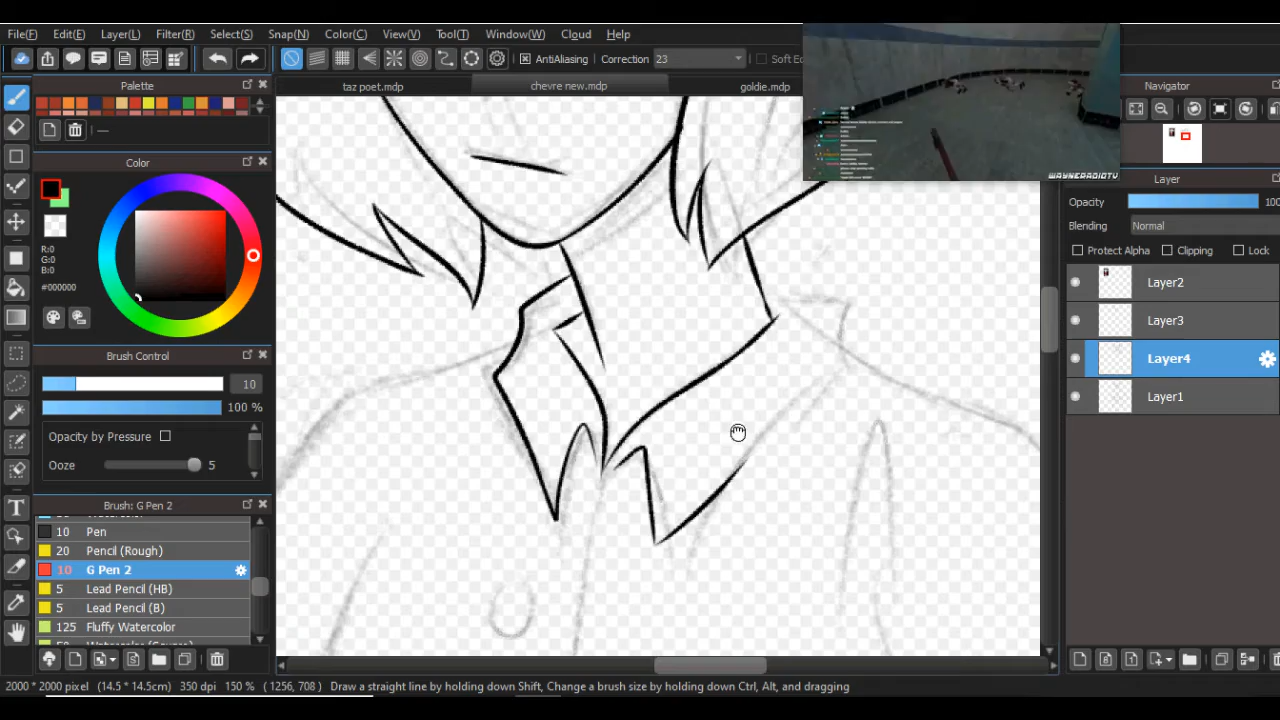 File(F) Edit(E) Layer(L) Filter(R) Select(S) Snap(N) Color(C) View(V) Tool(T) Window(W) Cloud Help
AntiAliasing Correction 23 Soft Ed
Palette
taz poet.mdp chevre new.mdp goldie.mdp
Navigator
---
Color
WAYNERADIOTV
Layer
Opacity 100
Blending Normal
R:0
G:0
B:0
#000000
Protect Alpha Clipping Lock
Layer2
Layer3
Layer4
Layer1
Brush Control
10
100 %
Opacity by Pressure
Ooze 5
Brush: G Pen 2
10 Pen
20 Pencil (Rough)
10 G Pen 2
5 Lead Pencil (HB)
5 Lead Pencil (B)
125 Fluffy Watercolor
2000 * 2000 pixel (14.5 * 14.5cm) 350 dpi 150 % ( 1256, 708 ) Draw a straight line by holding down Shift, Change a brush size by holding down Ctrl, Alt, and dragging